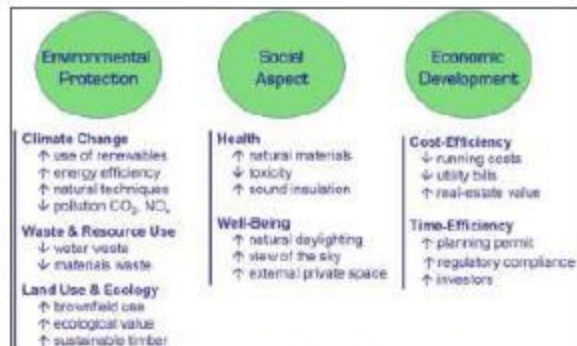 Environmental
Protection
Climate Change
↑ use of renewables
↑ energy efficiency
↑ natural techniques
↓ pollution CO₂, NOₓ
Waste & Resource Use
↓ water waste
↓ materials waste
Land Use & Ecology
↑ brownfield use
↑ ecological value
↑ sustainable timber
Social
Aspect
Health
↑ natural materials
↓ toxicity
↑ sound insulation
Well-Being
↑ natural daylighting
↑ view of the sky
↑ external private space
Economic
Development
Cost-Efficiency
↓ running costs
↓ utility bills
↑ real-estate value
Time-Efficiency
↑ planning permit
↑ regulatory compliance
↑ investors